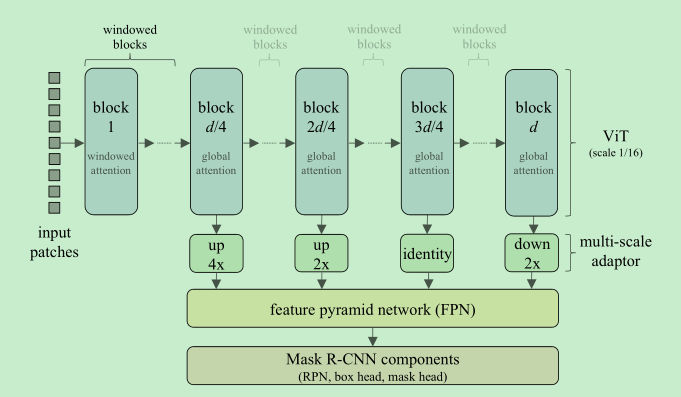 windowed
blocks
windowed
blocks
windowed
blocks
windowed
blocks
block
1
windowed
attention
block
d/4
global
attention
block
2d/4
global
attention
block
3d/4
global
attention
block
d
global
attention
ViT
(scale 1/16)
input
patches
up
4x
up
2x
identity
down
2x
multi-scale
adaptor
feature pyramid network (FPN)
Mask R-CNN components
(RPN, box head, mask head)